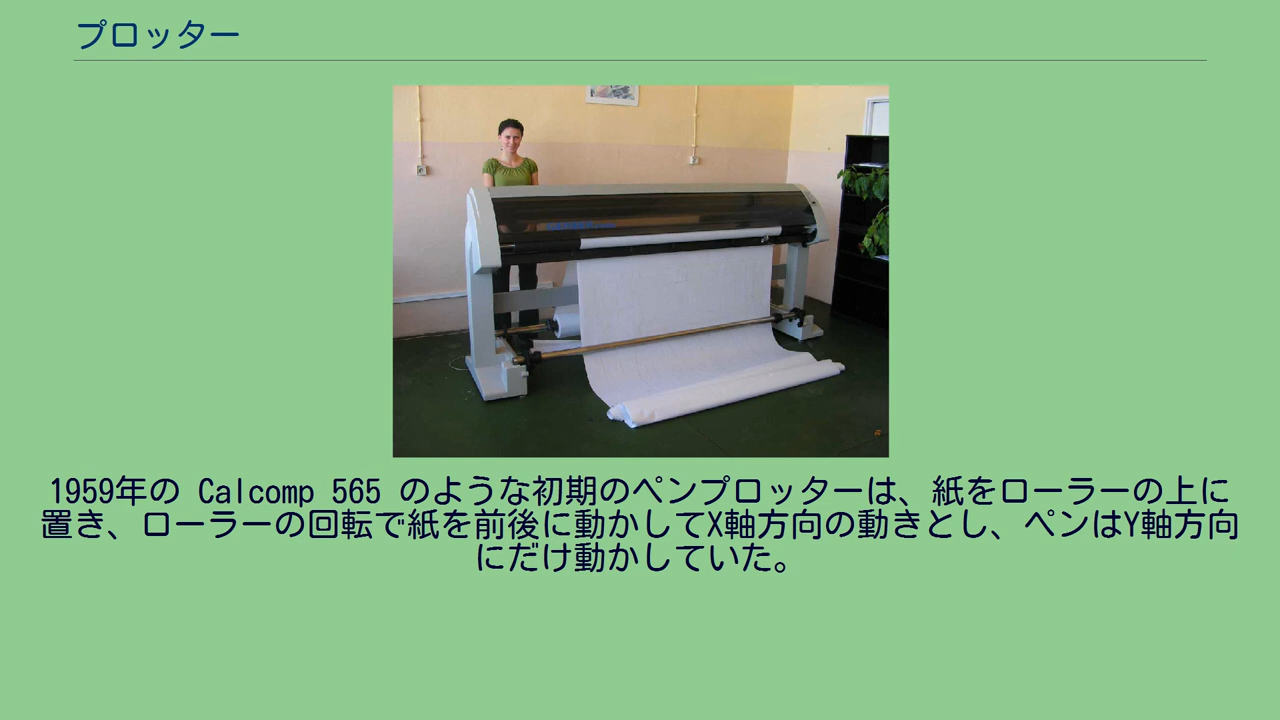 プロッター
1959年の Calcomp 565 のような初期のペンプロッターは、紙をローラーの上に
置き、ローラーの回転で紙を前後に動かしてX軸方向の動きとし、ペンはY軸方向
にだけ動かしていた。